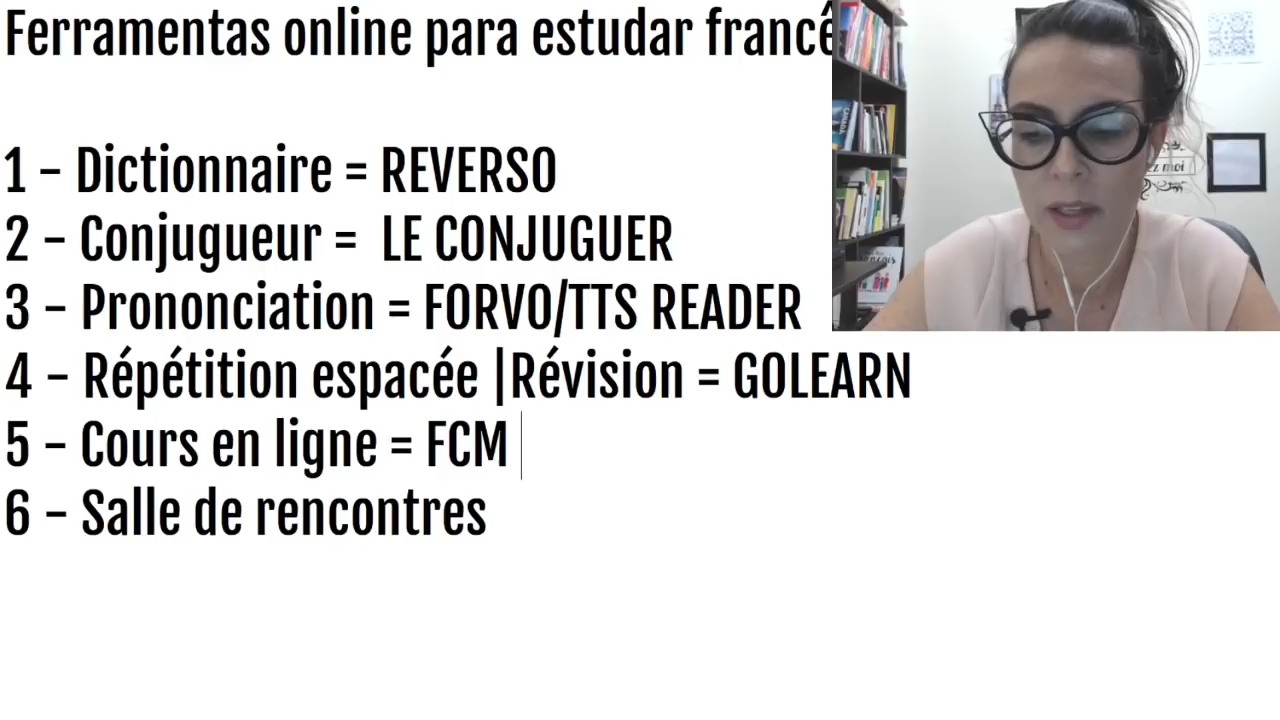 Ferramentas online para estudar
1 – Dictionnaire = REVERSO
2 – Conjugueur = LE CONJUGUER
3 – Prononciation = FORVO/TTS READER
4 – Répétition espacée |Révision = GOLEARN
5 – Cours en ligne = FCM
6 – Salle de rencontres
moi